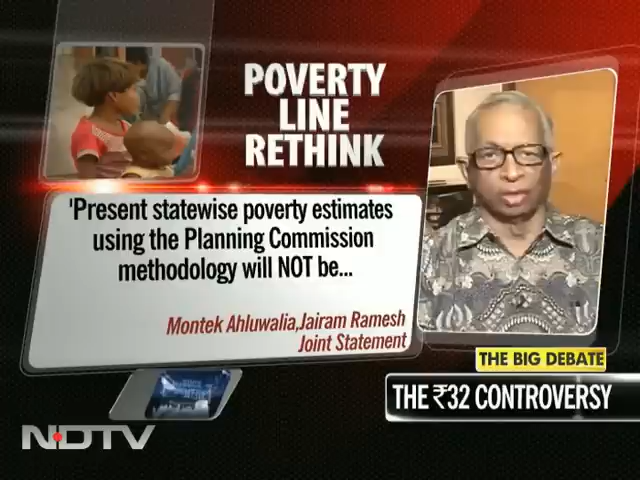 POVERTY
LINE
RETHINK
'Present statewise poverty estimates
using the Planning Commission
methodology will NOT be...
Montek Ahluwalia,Jairam Ramesh
Joint Statement
THE BIG DEBATE
THE ₹32 CONTROVERSY
NDTV